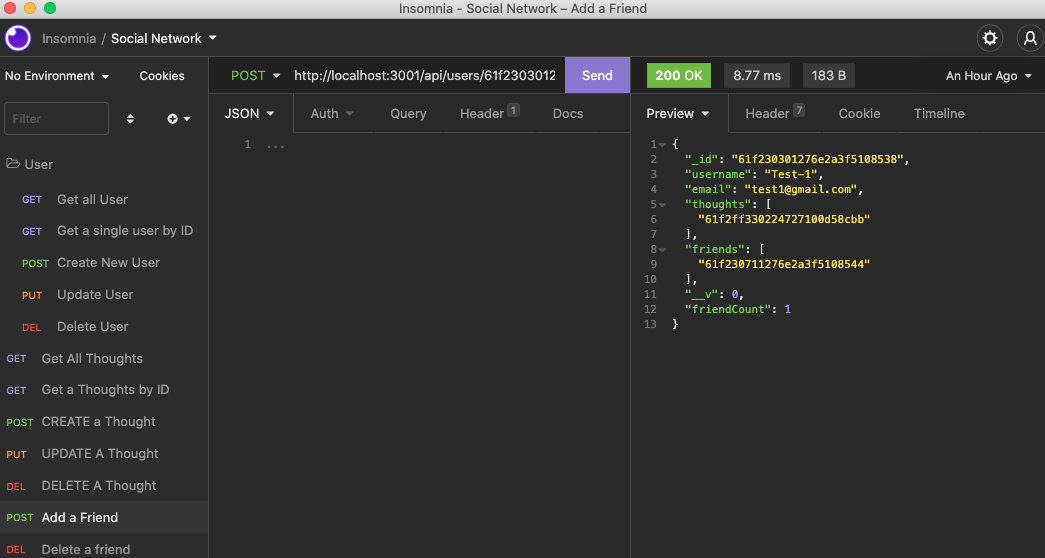 Insomnia - Social Network – Add a Friend
Insomnia / Social Network
No Environment
Cookies
POST
http://localhost:3001/api/users/61f2303012
Send
200 OK
8.77 ms
183 B
An Hour Ago
Filter
JSON
Auth
Query
Header 1
Docs
Preview
Header 7
Cookie
Timeline
User
GET Get all User
GET Get a single user by ID
POST Create New User
PUT Update User
DEL Delete User
GET Get All Thoughts
GET Get a Thoughts by ID
POST CREATE a Thought
PUT UPDATE A Thought
DEL DELETE A Thought
POST Add a Friend
DEL Delete a friend
1 ...
1 {
2 "_id": "61f230301276e2a3f5108538",
3 "username": "Test-1",
4 "email": "test1@gmail.com",
5 "thoughts": [
6 "61f2ff330224727100d58cbb"
7 ],
8 "friends": [
9 "61f230711276e2a3f5108544"
10 ],
11 "__v": 0,
12 "friendCount": 1
13 }